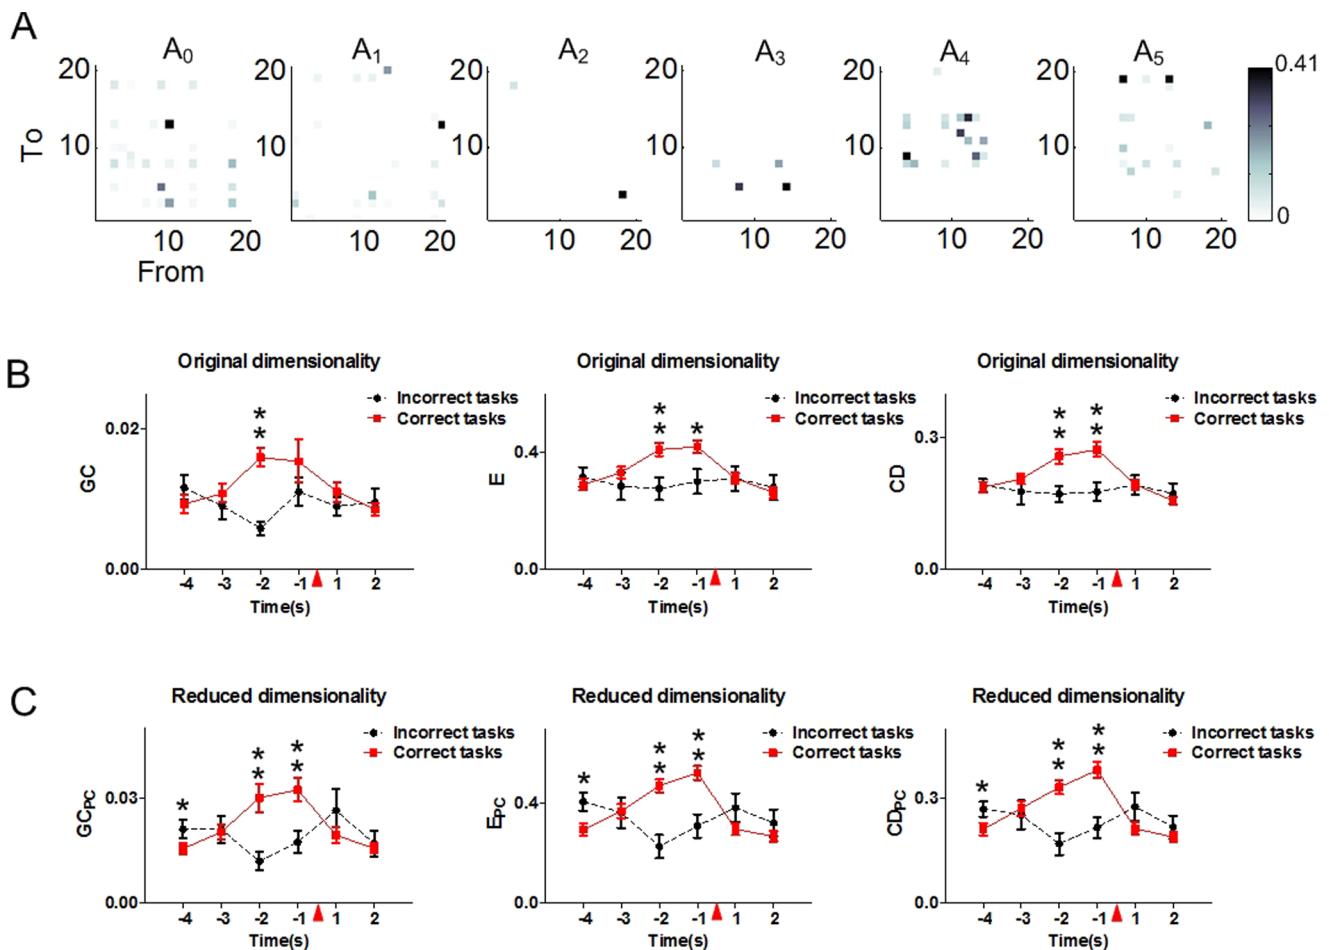 A
A0 A1 A2 A3 A4 A5
20 20 20 20 20 20 0.41
To
10 10 10 10 10 10
0
10 20 10 20 10 20 10 20 10 20 10 20
From
B
Original dimensionality Original dimensionality Original dimensionality
Incorrect tasks Incorrect tasks Incorrect tasks
Correct tasks Correct tasks Correct tasks
* * * * * * * * *
0.02 0.4 0.3
GC E CD
0.00 0.0 0.0
-4 -3 -2 -1 1 2 -4 -3 -2 -1 1 2 -4 -3 -2 -1 1 2
Time(s) Time(s) Time(s)
C
Reduced dimensionality Reduced dimensionality Reduced dimensionality
Incorrect tasks Incorrect tasks Incorrect tasks
Correct tasks Correct tasks Correct tasks
* * * * * * * * * * * * * * *
0.03 0.4 0.3
GCPC EPC CDPC
0.00 0.0 0.0
-4 -3 -2 -1 1 2 -4 -3 -2 -1 1 2 -4 -3 -2 -1 1 2
Time(s) Time(s) Time(s)